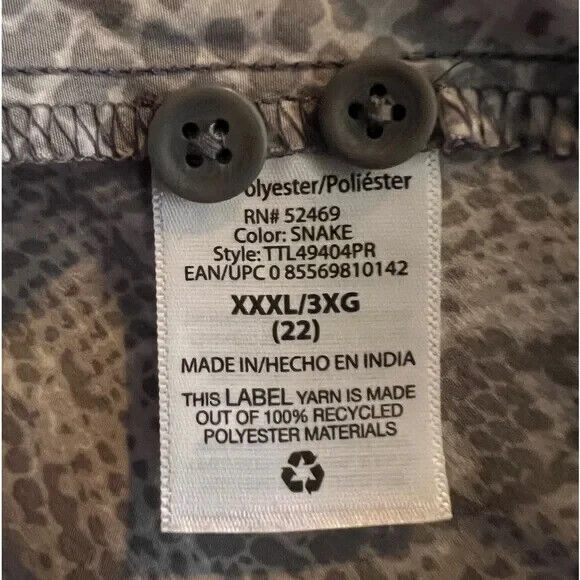 olyester/Poliéster
RN# 52469
Color: SNAKE
Style: TTL49404PR
EAN/UPC 0 85569810142
XXXL/3XG
(22)
MADE IN/HECHO EN INDIA
THIS LABEL YARN IS MADE
OUT OF 100% RECYCLED
POLYESTER MATERIALS